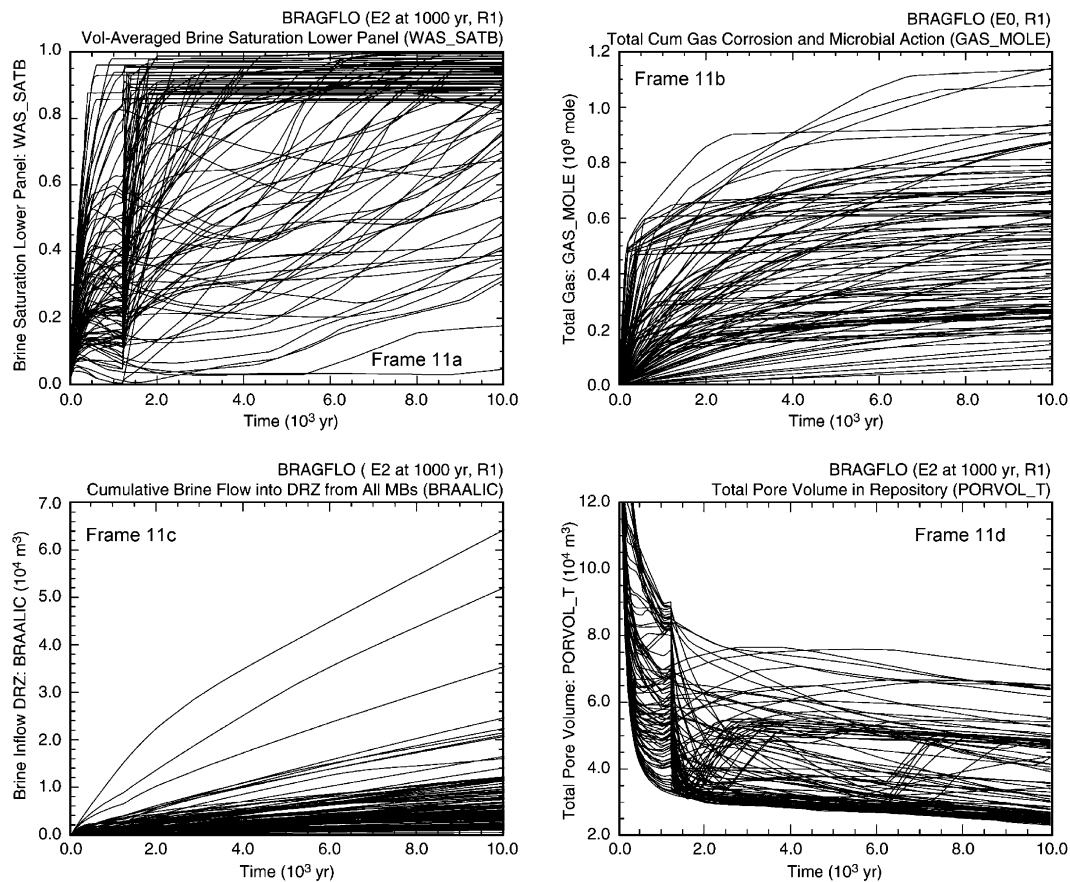 BRAGFLO (E2 at 1000 yr, R1)
Vol-Averaged Brine Saturation Lower Panel (WAS_SATB)
Brine Saturation Lower Panel: WAS_SATB
1.0
0.8
0.6
0.4
0.2
0.0
Frame 11a
0.0 2.0 4.0 6.0 8.0 10.0
Time (10³ yr)
BRAGFLO (E0, R1)
Total Cum Gas Corrosion and Microbial Action (GAS_MOLE)
Total Gas: GAS_MOLE (10⁹ mole)
1.2
1.0
0.8
0.6
0.4
0.2
0.0
Frame 11b
0.0 2.0 4.0 6.0 8.0 10.0
Time (10³ yr)
BRAGFLO ( E2 at 1000 yr, R1)
Cumulative Brine Flow into DRZ from All MBs (BRAALIC)
Brine Inflow DRZ: BRAALIC (10⁴ m³)
7.0
6.0
5.0
4.0
3.0
2.0
1.0
0.0
Frame 11c
0.0 2.0 4.0 6.0 8.0 10.0
Time (10³ yr)
BRAGFLO (E2 at 1000 yr, R1)
Total Pore Volume in Repository (PORVOL_T)
Total Pore Volume: PORVOL_T (10⁴ m³)
12.0
10.0
8.0
6.0
4.0
2.0
Frame 11d
0.0 2.0 4.0 6.0 8.0 10.0
Time (10³ yr)